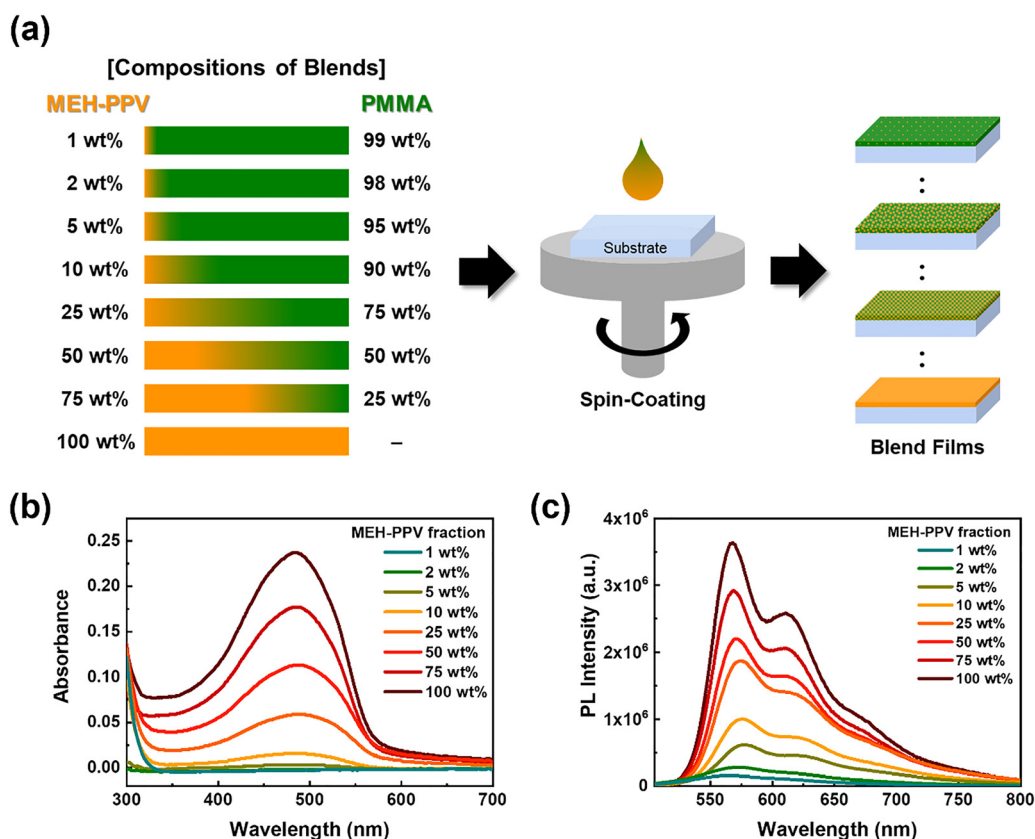 (a)
[Compositions of Blends]
MEH-PPV PMMA
1 wt% 99 wt%
2 wt% 98 wt%
5 wt% 95 wt%
10 wt% 90 wt%
25 wt% 75 wt%
50 wt% 50 wt%
75 wt% 25 wt%
100 wt% –
Substrate
Spin-Coating
:
:
:
Blend Films
(b)
Absorbance
0.25
0.20
0.15
0.10
0.05
0.00
MEH-PPV fraction
1 wt%
2 wt%
5 wt%
10 wt%
25 wt%
50 wt%
75 wt%
100 wt%
300 400 500 600 700
Wavelength (nm)
(c)
PL Intensity (a.u.)
4x10⁶
3x10⁶
2x10⁶
1x10⁶
0
MEH-PPV fraction
1 wt%
2 wt%
5 wt%
10 wt%
25 wt%
50 wt%
75 wt%
100 wt%
550 600 650 700 750 800
Wavelength (nm)